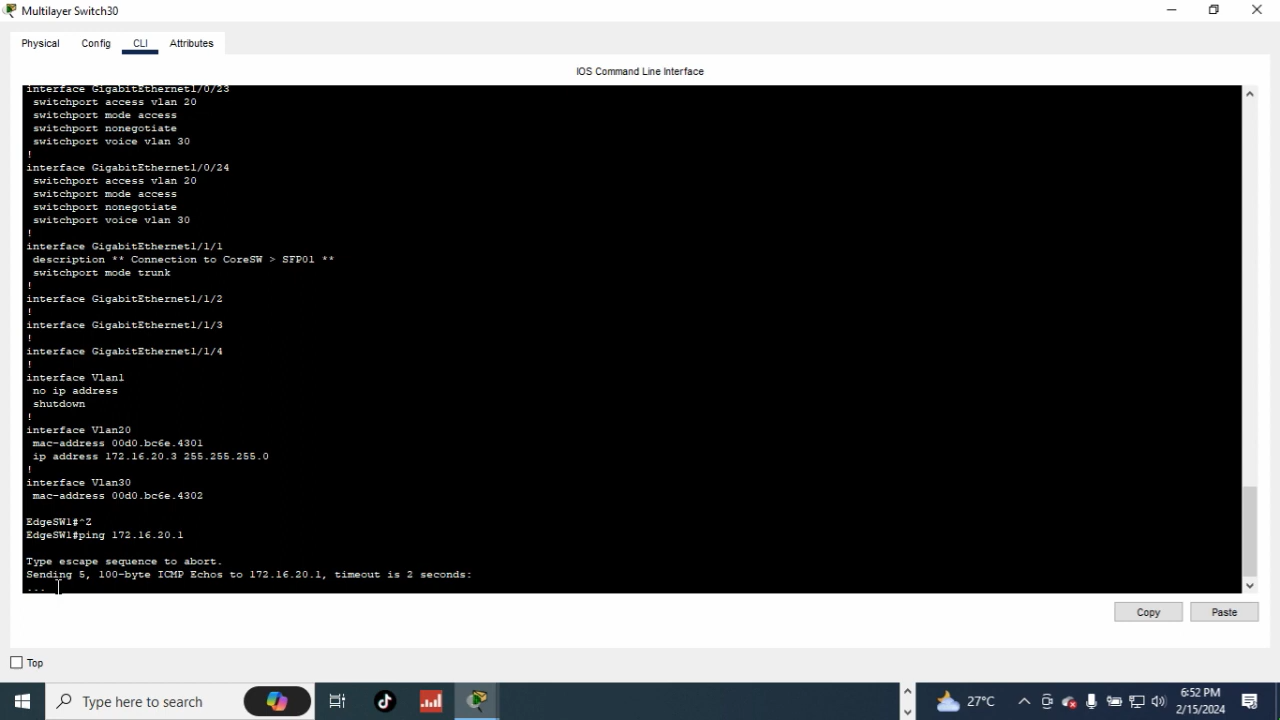 Multilayer Switch30
Physical Config CLI Attributes
IOS Command Line Interface
interface GigabitEthernet1/0/23
switchport access vlan 20
switchport mode access
switchport nonegotiate
switchport voice vlan 30
!
interface GigabitEthernet1/0/24
switchport access vlan 20
switchport mode access
switchport nonegotiate
switchport voice vlan 30
!
interface GigabitEthernet1/1/1
description ** Connection to CoreSW > SFP01 **
switchport mode trunk
!
interface GigabitEthernet1/1/2
!
interface GigabitEthernet1/1/3
!
interface GigabitEthernet1/1/4
!
interface Vlan1
no ip address
shutdown
!
interface Vlan20
mac-address 00d0.bc6e.4301
ip address 172.16.20.3 255.255.255.0
!
interface Vlan30
mac-address 00d0.bc6e.4302
EdgeSW1#^Z
EdgeSW1#ping 172.16.20.1
Type escape sequence to abort.
Sending 5, 100-byte ICMP Echos to 172.16.20.1, timeout is 2 seconds:
...
Copy Paste
Top
Type here to search
27°C
6:52 PM
2/15/2024